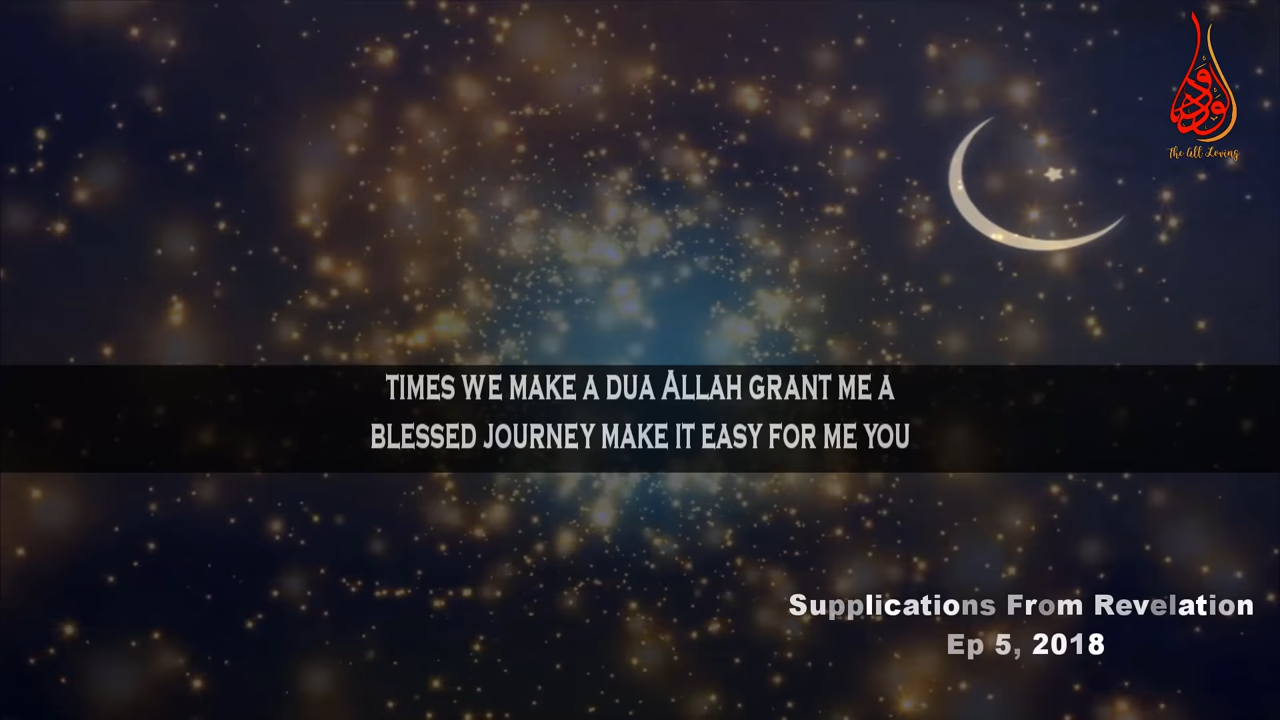 الودود
The All Loving
TIMES WE MAKE A DUA ALLAH GRANT ME A
BLESSED JOURNEY MAKE IT EASY FOR ME YOU
Supplications From Revelation
Ep 5, 2018